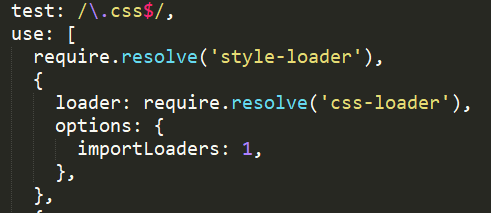 test: /\.css$/,
use: [
require.resolve('style-loader'),
{
loader: require.resolve('css-loader'),
options: {
importLoaders: 1,
},
},
{